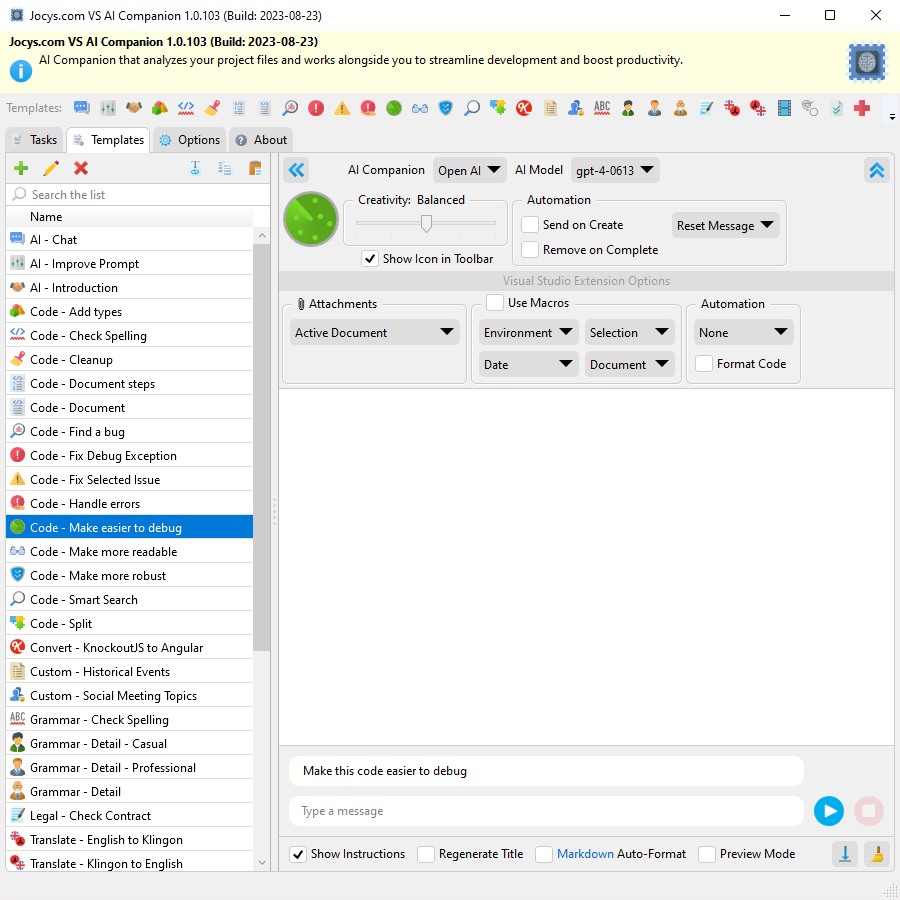 Jocys.com VS AI Companion 1.0.103 (Build: 2023-08-23)
Jocys.com VS AI Companion 1.0.103 (Build: 2023-08-23)
AI Companion that analyzes your project files and works alongside you to streamline development and boost productivity.
Templates:
Tasks Templates Options About
Search the list
Name
AI - Chat
AI - Improve Prompt
AI - Introduction
Code - Add types
Code - Check Spelling
Code - Cleanup
Code - Document steps
Code - Document
Code - Find a bug
Code - Fix Debug Exception
Code - Fix Selected Issue
Code - Handle errors
Code - Make easier to debug
Code - Make more readable
Code - Make more robust
Code - Smart Search
Code - Split
Convert - KnockoutJS to Angular
Custom - Historical Events
Custom - Social Meeting Topics
ABC Grammar - Check Spelling
Grammar - Detail - Casual
Grammar - Detail - Professional
Grammar - Detail
Legal - Check Contract
Translate - English to Klingon
Translate - Klingon to English
AI Companion Open AI AI Model gpt-4-0613
Creativity: Balanced
Show Icon in Toolbar
Automation
Send on Create Reset Message
Remove on Complete
Visual Studio Extension Options
Attachments
Active Document
Use Macros
Environment Selection
Date Document
Automation
None
Format Code
Make this code easier to debug
Type a message
Show Instructions Regenerate Title Markdown Auto-Format Preview Mode